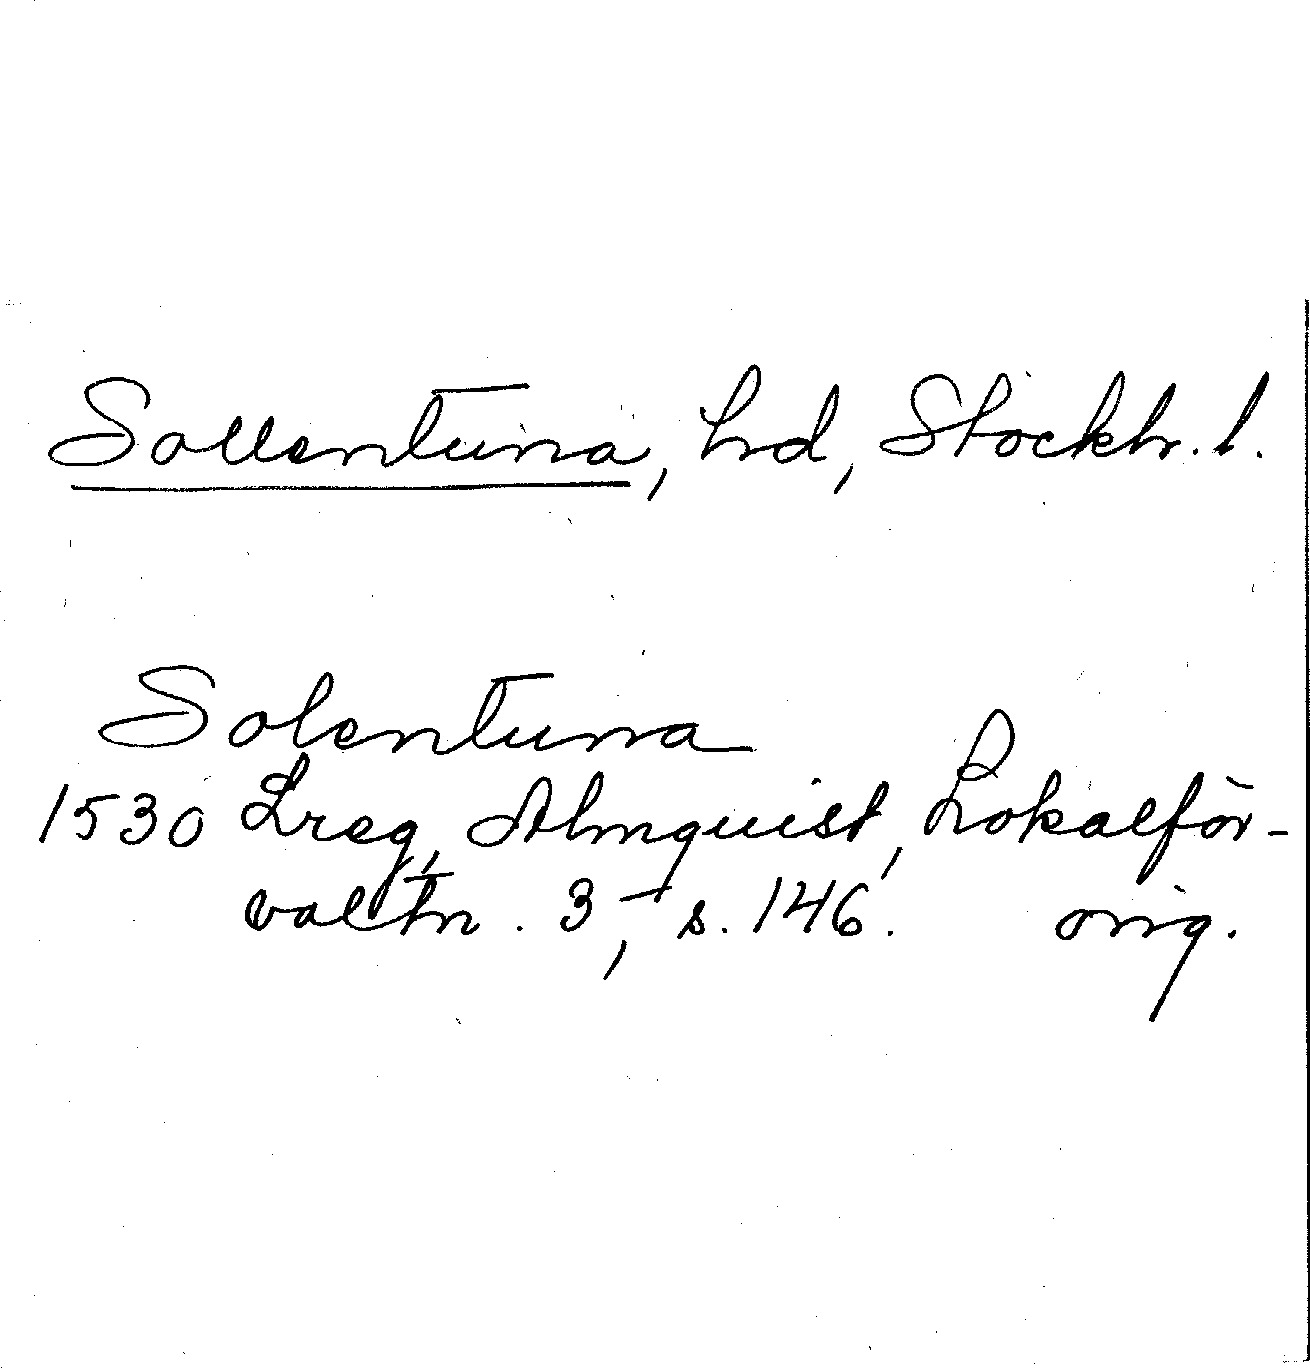 Sollentuna, hd, Stockh. l.
Solentuna
1530 Lreg, Almquist, Lokalför-
valtn. 3, s. 146. orig.